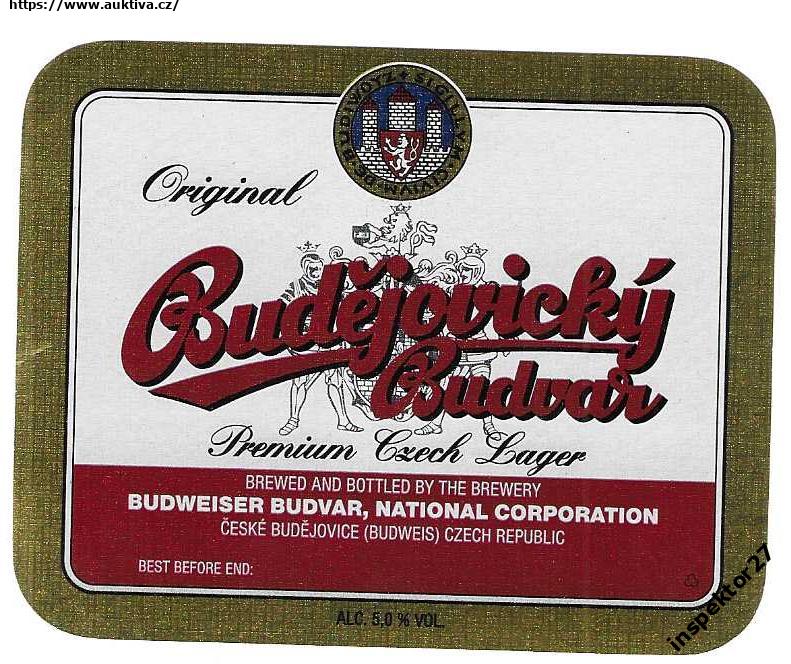 https://www.auktiva.cz/
Original
Budějovický
Budvar
Premium Czech Lager
BREWED AND BOTTLED BY THE BREWERY
BUDWEISER BUDVAR, NATIONAL CORPORATION
ČESKÉ BUDĚJOVICE (BUDWEIS) CZECH REPUBLIC
BEST BEFORE END:
ALC. 5,0 % VOL.
inspektor27